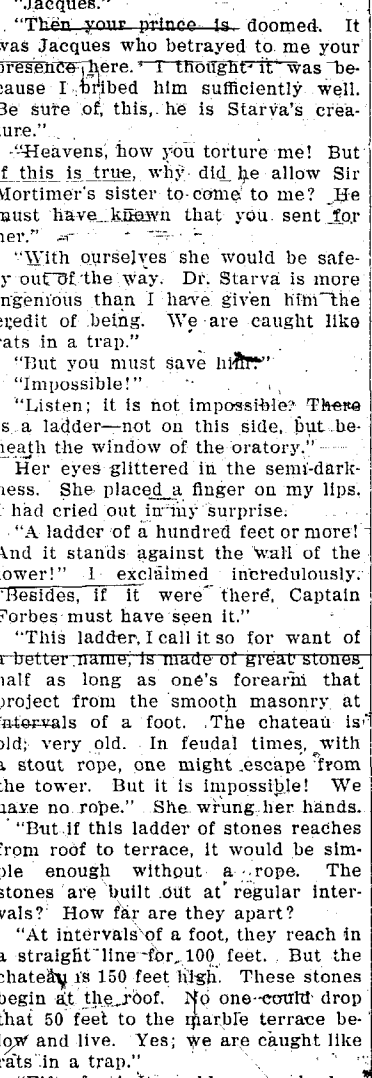 "Jacques."
"Then your prince is doomed. It
was Jacques who betrayed to me your
presence here. I thought it was be-
cause I bribed him sufficiently well.
Be sure of, this, he is Starva's crea-
ture."
"Heavens, how you torture me! But
if this is true, why did he allow Sir
Mortimer's sister to come to me? He
must have known that you sent for
her."
"With ourselves she would be safe-
ly out of the way. Dr. Starva is more
ingenious than I have given him the
credit of being. We are caught like
rats in a trap."
"But you must save him."
"Impossible!"
"Listen; it is not impossible? There
is a ladder—not on this side, but be-
neath the window of the oratory."
Her eyes glittered in the semi-dark-
ness. She placed a finger on my lips.
I had cried out in my surprise.
"A ladder of a hundred feet or more!
And it stands against the wall of the
tower!" I exclaimed incredulously.
"Besides, if it were there, Captain
Forbes must have seen it."
"This ladder, I call it so for want of
a better name, is made of great stones
half as long as one's forearm that
project from the smooth masonry at
intervals of a foot. The chateau is
old; very old. In feudal times, with
a stout rope, one might escape from
the tower. But it is impossible! We
have no rope." She wrung her hands.
"But if this ladder of stones reaches
from roof to terrace, it would be sim-
ple enough without a rope. The
stones are built out at regular inter-
vals? How far are they apart?
"At intervals of a foot, they reach in
a straight line for 100 feet. But the
chateau is 150 feet high. These stones
begin at the roof. No one could drop
that 50 feet to the marble terrace be-
low and live. Yes; we are caught like
rats in a trap."